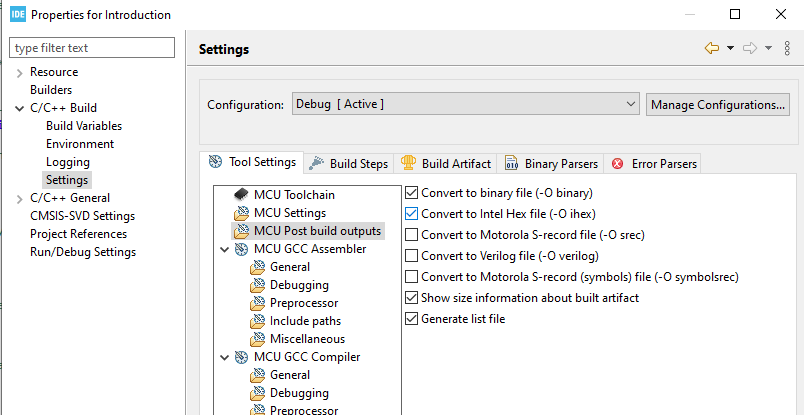 IDE Properties for Introduction
type filter text
Resource
Builders
C/C++ Build
Build Variables
Environment
Logging
Settings
C/C++ General
CMSIS-SVD Settings
Project References
Run/Debug Settings
Settings
Configuration: Debug [ Active ] Manage Configurations...
Tool Settings Build Steps Build Artifact Binary Parsers Error Parsers
MCU Toolchain
MCU Settings
MCU Post build outputs
MCU GCC Assembler
General
Debugging
Preprocessor
Include paths
Miscellaneous
MCU GCC Compiler
General
Debugging
Preprocessor
Convert to binary file (-O binary)
Convert to Intel Hex file (-O ihex)
Convert to Motorola S-record file (-O srec)
Convert to Verilog file (-O verilog)
Convert to Motorola S-record (symbols) file (-O symbolsrec)
Show size information about built artifact
Generate list file